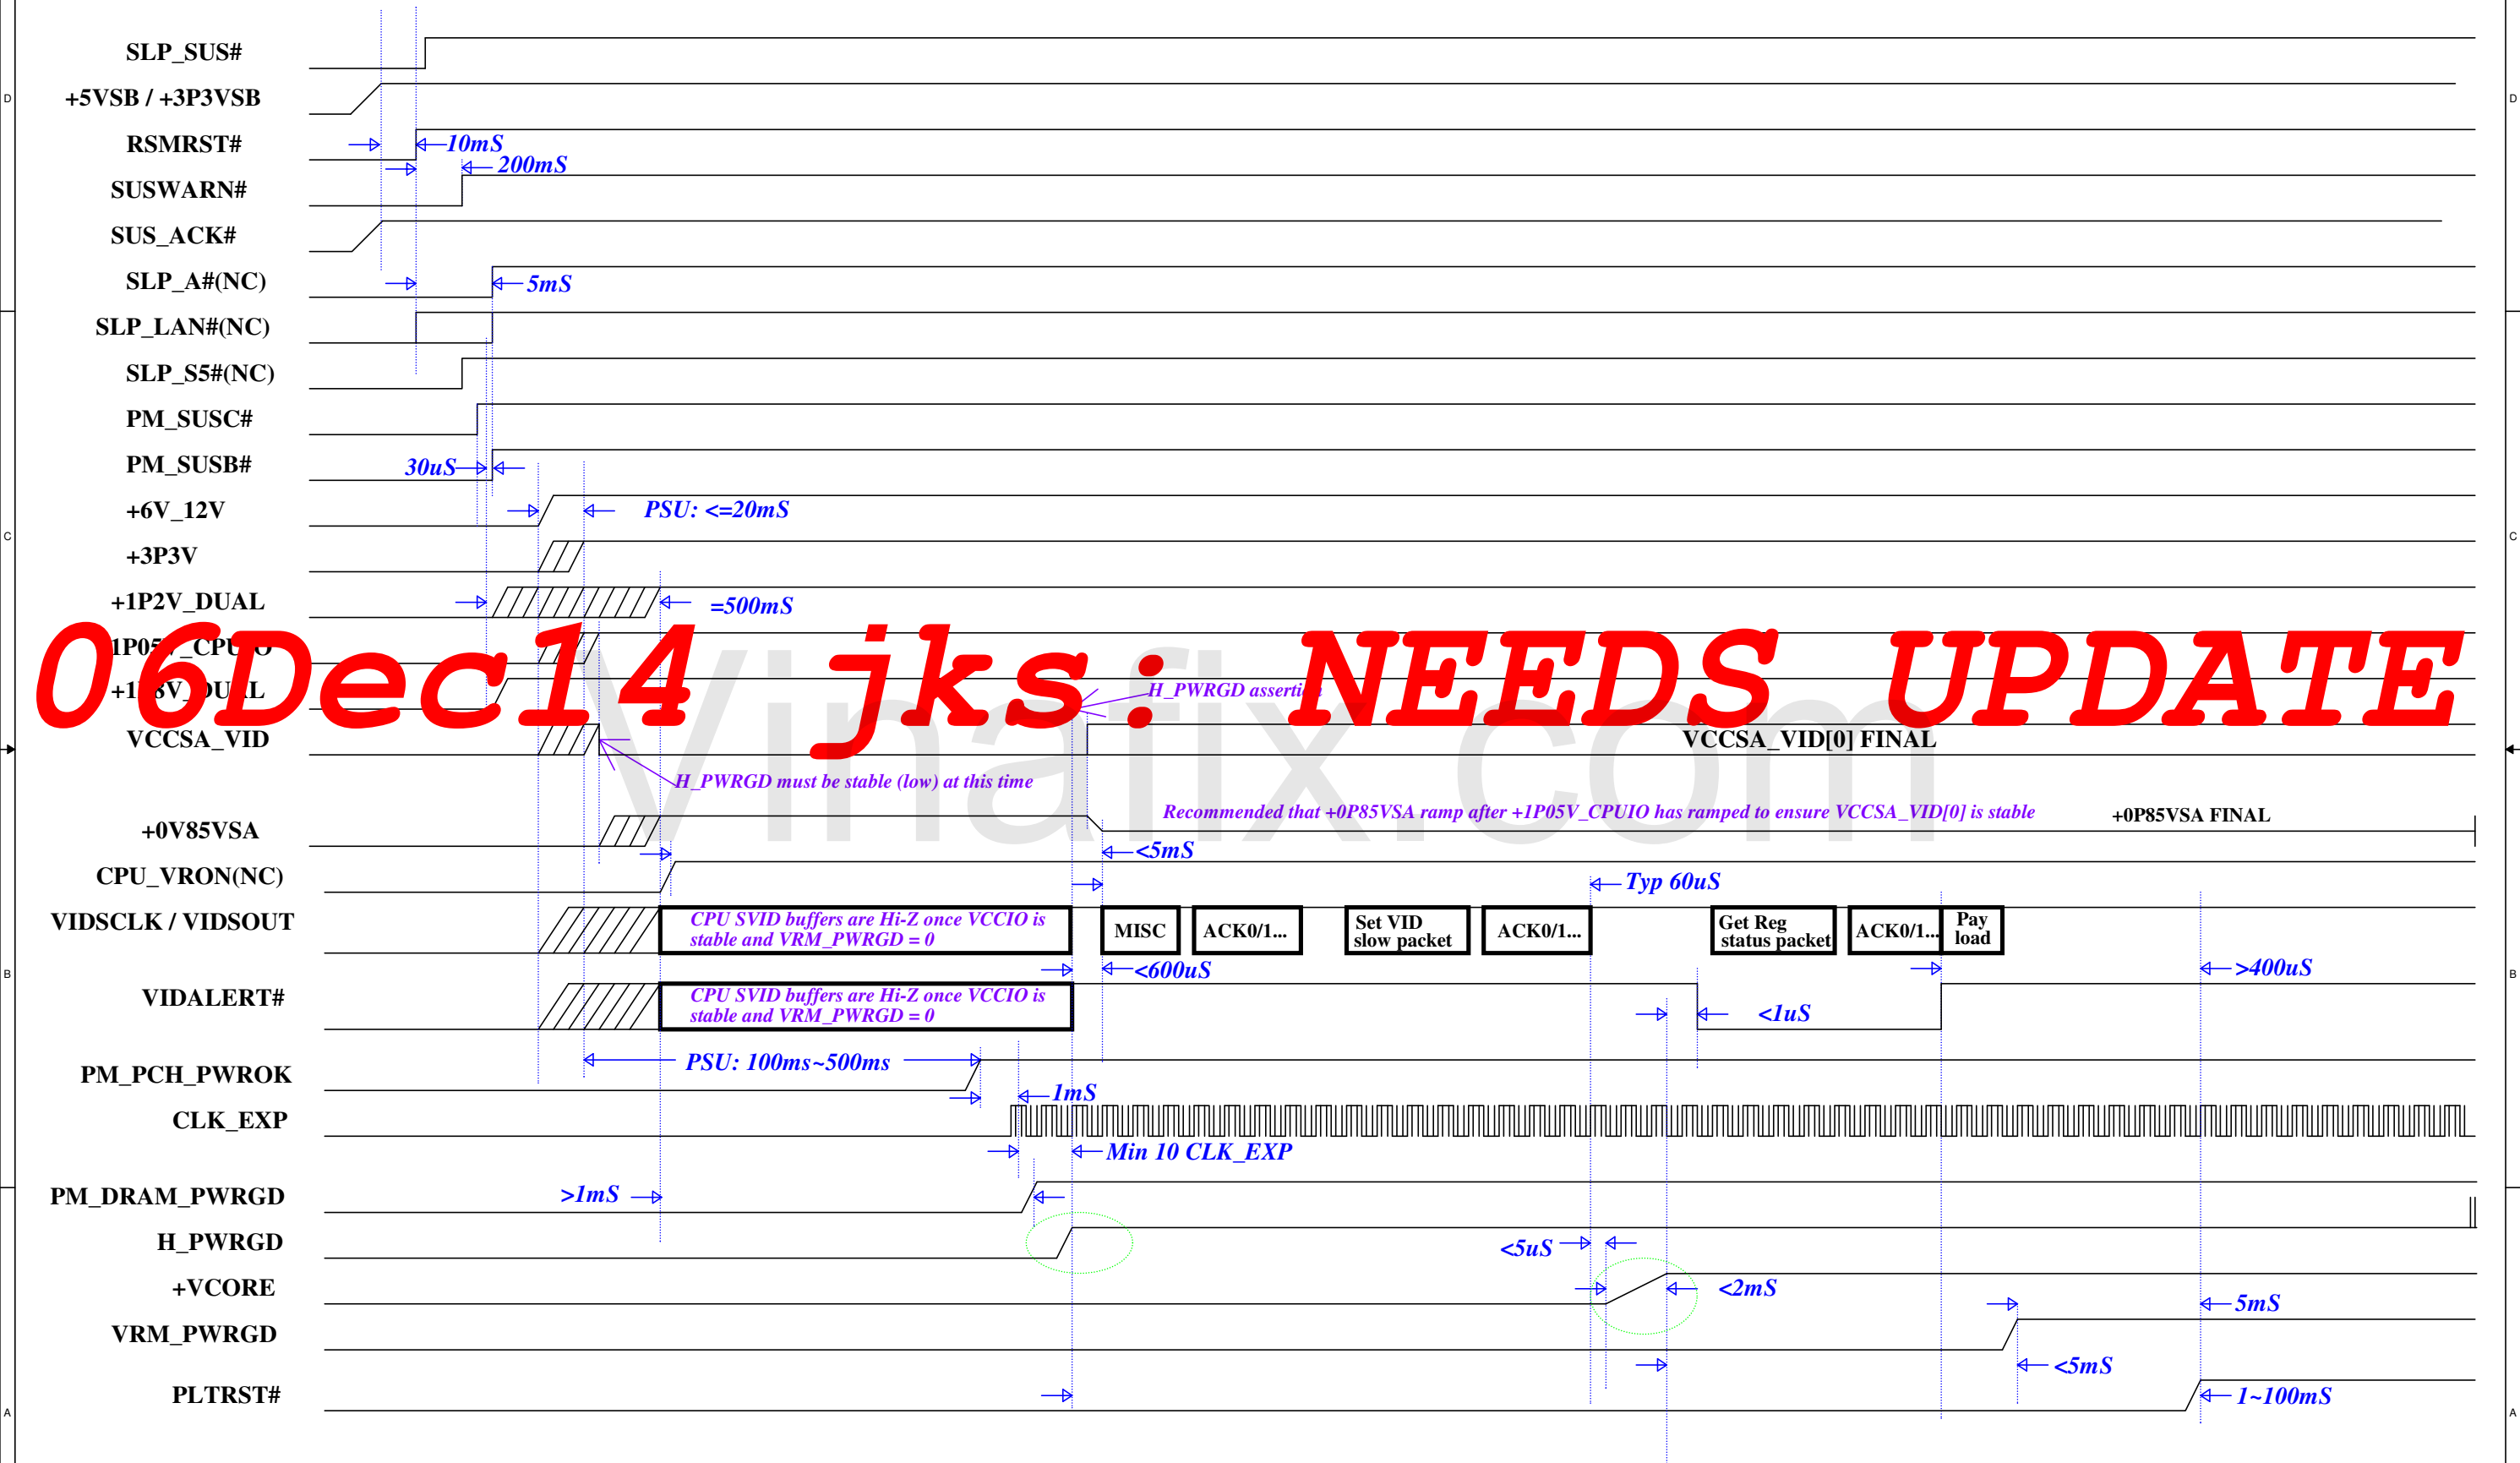 SLP_SUS#
D
+5VSB / +3P3VSB
D
RSMRST#
10mS
200mS
SUSWARN#
SUS_ACK#
SLP_A#(NC)
5mS
SLP_LAN#(NC)
SLP_S5#(NC)
PM_SUSC#
PM_SUSB#
30uS
+6V_12V
PSU: <=20mS
C
C
+3P3V
+1P2V_DUAL
=500mS
06Dec14 jks: NEEDS UPDATE
1P05V_CPUIO
H_PWRGD assertion
VCCSA_VID
VCCSA_VID[0] FINAL
H_PWRGD must be stable (low) at this time
Vinafix.com
Recommended that +0P85VSA ramp after +1P05V_CPUIO has ramped to ensure VCCSA_VID[0] is stable
+0P85VSA FINAL
+0V85VSA
<5mS
CPU_VRON(NC)
Typ 60uS
VIDSCLK / VIDSOUT
CPU SVID buffers are Hi-Z once VCCIO is
stable and VRM_PWRGD = 0
MISC
ACK0/1...
Set VID
slow packet
ACK0/1...
Get Reg
status packet
ACK0/1...
Pay
load
B
B
<600uS
>400uS
VIDALERT#
CPU SVID buffers are Hi-Z once VCCIO is
stable and VRM_PWRGD = 0
<1uS
PM_PCH_PWROK
PSU: 100ms~500ms
1mS
CLK_EXP
Min 10 CLK_EXP
PM_DRAM_PWRGD
>1mS
H_PWRGD
<5uS
+VCORE
<2mS
5mS
VRM_PWRGD
<5mS
PLTRST#
1~100mS
A
A